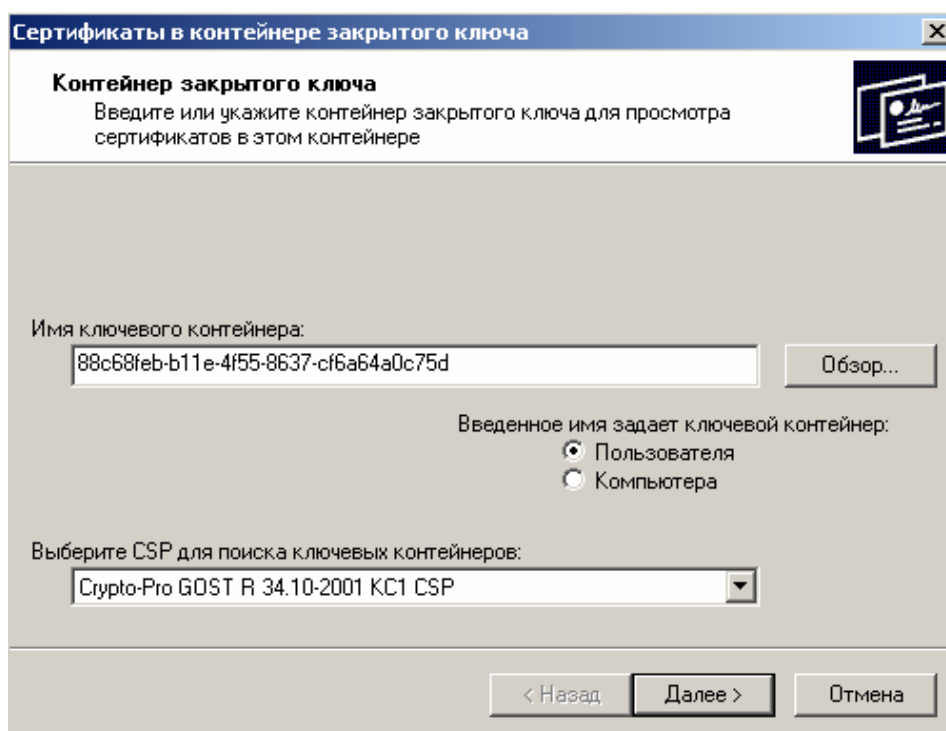 Сертификаты в контейнере закрытого ключа
Контейнер закрытого ключа
Введите или укажите контейнер закрытого ключа для просмотра
сертификатов в этом контейнере
Имя ключевого контейнера:
88c68feb-b11e-4f55-8637-cf6a64a0c75d
Обзор...
Введенное имя задает ключевой контейнер:
Пользователя
Компьютера
Выберите CSP для поиска ключевых контейнеров:
Crypto-Pro GOST R 34.10-2001 KC1 CSP
< Назад
Далее >
Отмена